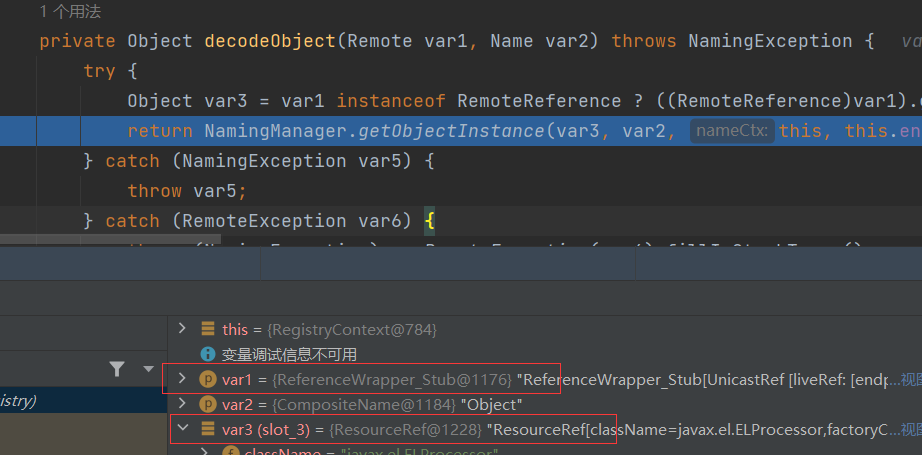 1 个用法
private Object decodeObject(Remote var1, Name var2) throws NamingException {
try {
Object var3 = var1 instanceof RemoteReference ? ((RemoteReference)var1).
return NamingManager.getObjectInstance(var3, var2, nameCtx: this, this.en
} catch (NamingException var5) {
throw var5;
} catch (RemoteException var6) {
this = {RegistryContext@784}
变量调试信息不可用
var1 = {ReferenceWrapper_Stub@1176} "ReferenceWrapper_Stub[UnicastRef [liveRef: [endp...视图
istry)
var2 = {CompositeName@1184} "Object"
var3 (slot_3) = {ResourceRef@1228} "ResourceRef[className=javax.el.ELProcessor,factoryC...视图
className = "javax.el.ELProcessor"